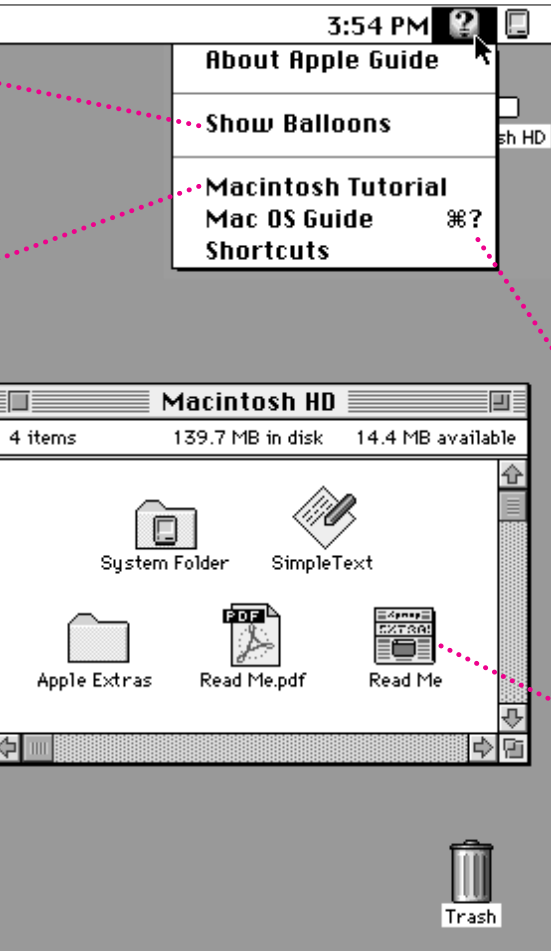 3:54 PM
About Apple Guide
Show Balloons
sh HD
Macintosh Tutorial
Mac OS Guide ⌘?
Shortcuts
Macintosh HD
4 items 139.7 MB in disk 14.4 MB available
System Folder SimpleText
PDF
EXTRA!
Apple Extras Read Me.pdf Read Me
Trash